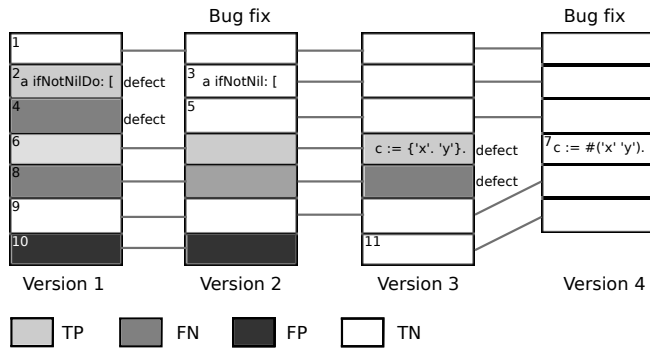 Bug fix Bug fix
1
2 a ifNotNilDo: [ defect 3 a ifNotNil: [
4 defect 5
6 c := {'x'. 'y'}. defect 7 c := #('x' 'y').
8 defect
9
10 11
Version 1 Version 2 Version 3 Version 4
TP FN FP TN